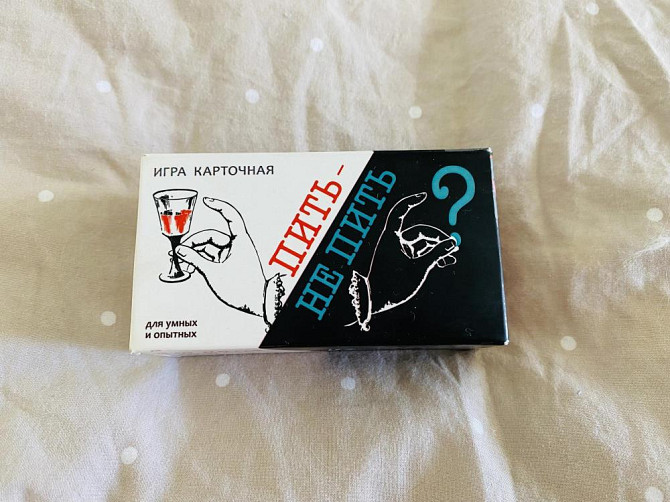 ИГРА КАРТОЧНАЯ
ПИТЬ-
НЕ ПИТЬ
?
для умных
и опытных